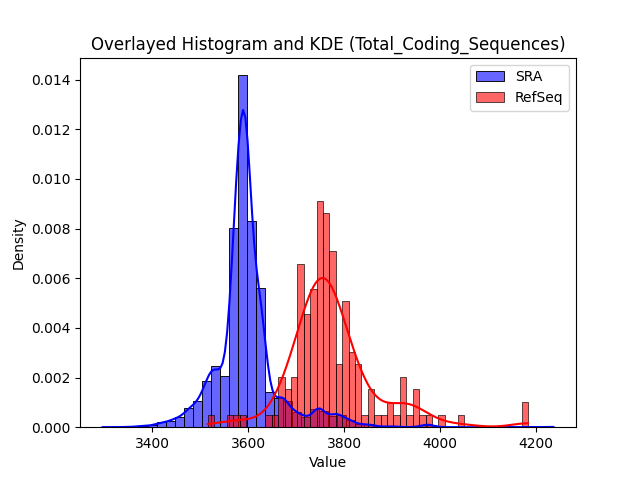 Overlayed Histogram and KDE (Total_Coding_Sequences)
SRA
RefSeq
0.014
0.012
0.010
0.008
0.006
0.004
0.002
0.000
Density
3400 3600 3800 4000 4200
Value